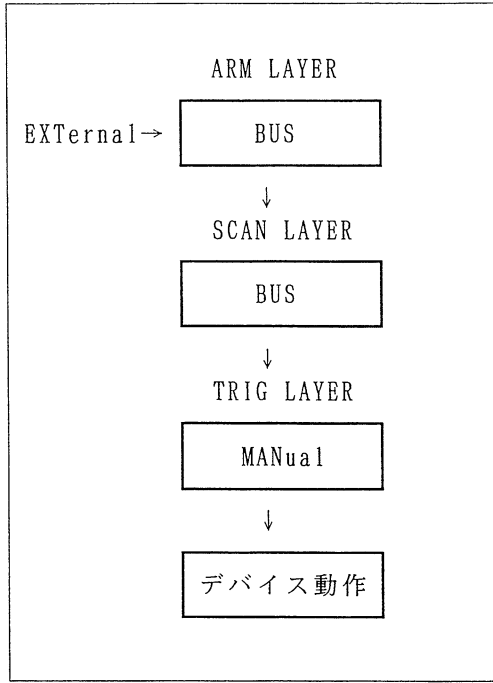 ARM LAYER
EXTernal→ BUS
↓
SCAN LAYER
BUS
↓
TRIG LAYER
MANual
↓
デバイス動作